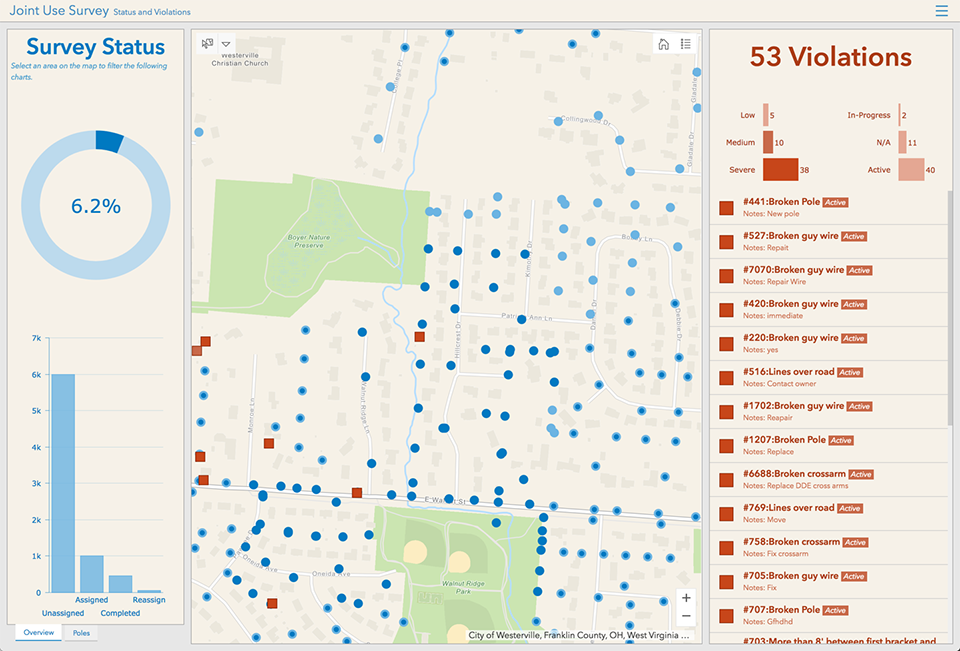 Joint Use Survey Status and Violations
Survey Status
Select an area on the map to filter the following
charts.
6.2%
7k
6k
5k
4k
3k
2k
1k
0
Assigned
Reassign
Unassigned
Completed
Overview
Poles
Westerville
Christian Church
College Pl
Collingwood Dr
Gladale Dr
Gladale
Boyer Nature
Preserve
Hillcrest Dr
Dale Dr
Debbie Dr
Monroe Ln
Walnut Ridge Ln
E Walnut St
Oneida Ave
Oneida
Walnut Ridge
Park
+
−
City of Westerville, Franklin County, OH, West Virginia ...
53 Violations
Low 5
Medium 10
Severe 38
In-Progress 2
N/A 11
Active 40
#441:Broken Pole Active
Notes: New pole
#527:Broken guy wire Active
Notes: Repait
#7070:Broken guy wire Active
Notes: Repair Wire
#420:Broken guy wire Active
Notes: immediate
#220:Broken guy wire Active
Notes: yes
#516:Lines over road Active
Notes: Contact owner
#1702:Broken guy wire Active
Notes: Reapair
#1207:Broken Pole Active
Notes: Replace
#6688:Broken crossarm Active
Notes: Replace DDE cross arms
#769:Lines over road Active
Notes: Move
#758:Broken crossarm Active
Notes: Fix crossarm
#705:Broken guy wire Active
Notes: Fix
#707:Broken Pole Active
Notes: Gfhdhd
#703:More than 8' between first bracket and